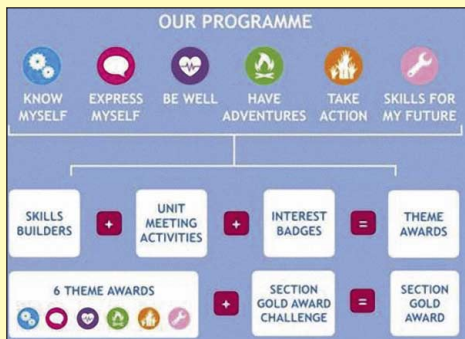 OUR PROGRAMME
KNOW
MYSELF
EXPRESS
MYSELF
BE WELL
HAVE
ADVENTURES
TAKE
ACTION
SKILLS FOR
MY FUTURE
SKILLS
BUILDERS
+
UNIT
MEETING
ACTIVITIES
+
INTEREST
BADGES
=
THEME
AWARDS
6 THEME AWARDS
+
SECTION
GOLD AWARD
CHALLENGE
=
SECTION
GOLD
AWARD